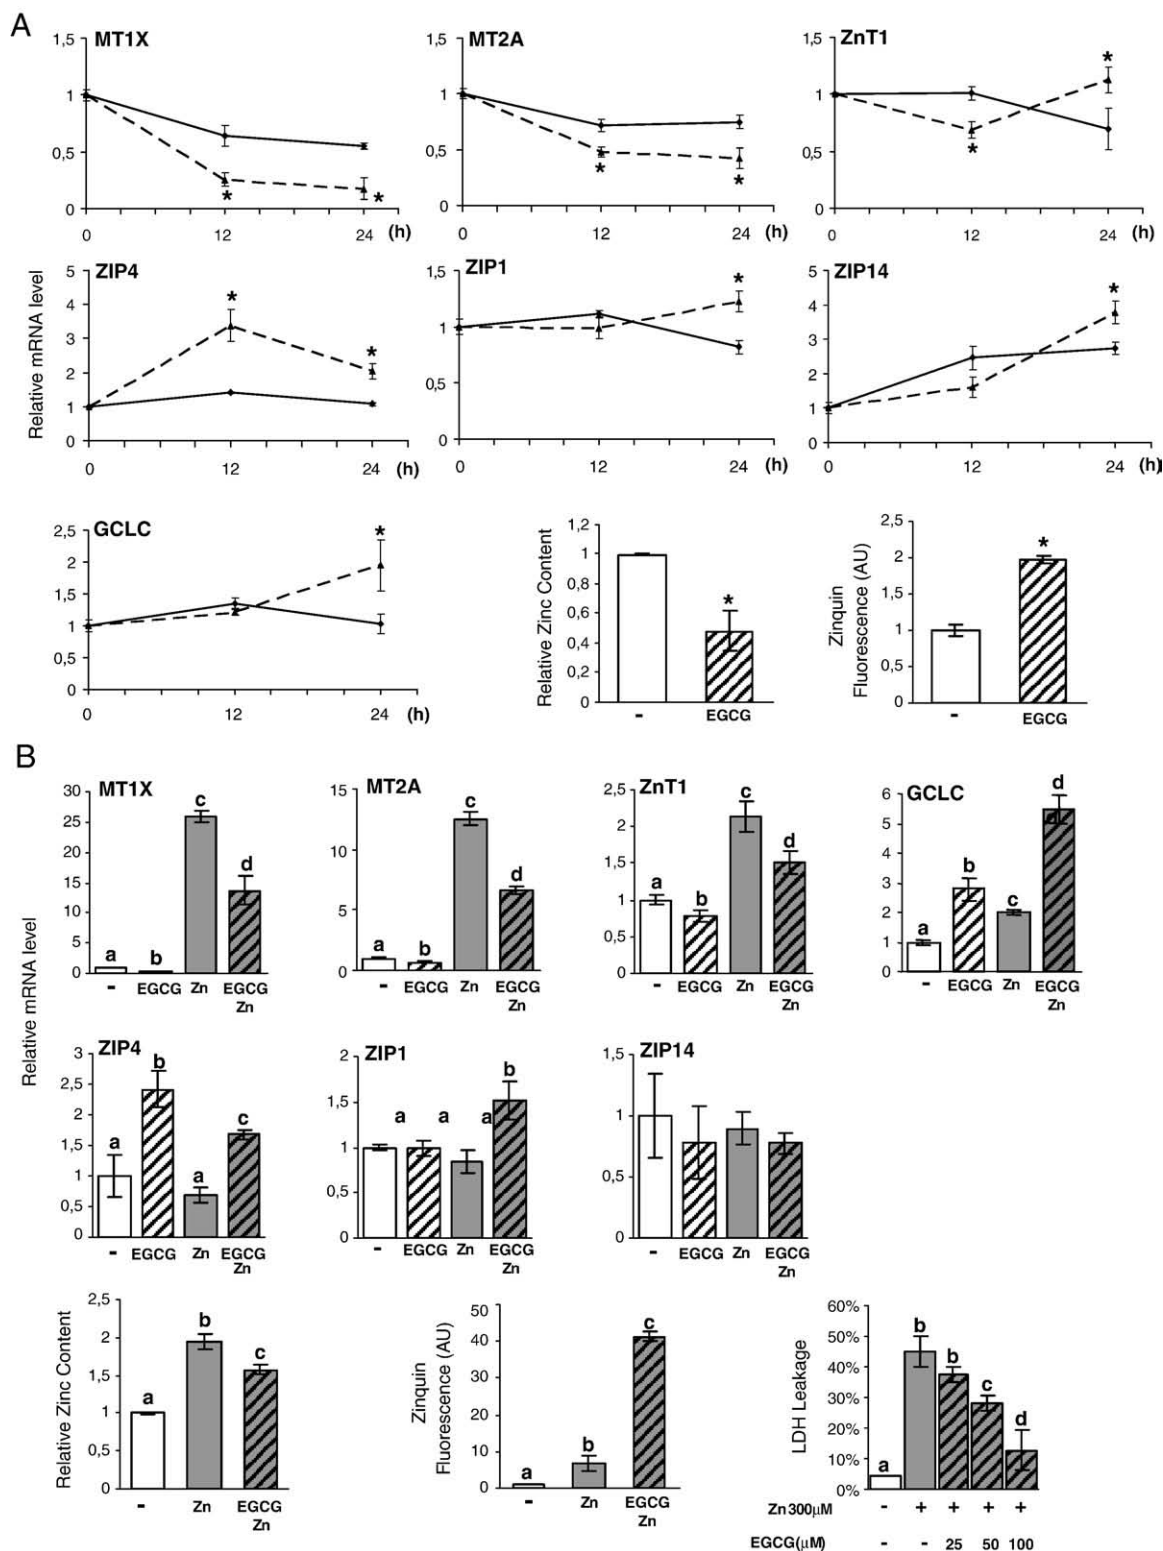 A
MT1X
1,5
1
0,5
0
0 12 24 (h)
MT2A
1,5
1
0,5
0
0 12 24 (h)
ZnT1
1,5
1
0,5
0
0 12 24 (h)
*
*
*
*
*
*
Relative mRNA level
ZIP4
5
4
3
2
1
0
0 12 24 (h)
*
*
ZIP1
1,5
1
0,5
0
0 12 24 (h)
*
ZIP14
5
4
3
2
1
0
0 12 24 (h)
*
GCLC
2,5
2
1,5
1
0,5
0
0 12 24 (h)
*
Relative Zinc Content
1,2
1
0,8
0,6
0,4
0,2
0
*
- EGCG
Zinquin
Fluorescence (AU)
2,5
2
1,5
1
0,5
0
*
- EGCG
B
Relative mRNA level
MT1X
30
25
20
15
10
5
0
a b c d
- EGCG Zn EGCG
Zn
MT2A
15
10
5
0
a b c d
- EGCG Zn EGCG
Zn
ZnT1
2,5
2
1,5
1
0,5
0
a b c d
- EGCG Zn EGCG
Zn
GCLC
6
5
4
3
2
1
0
a b c d
d
- EGCG Zn EGCG
Zn
ZIP4
3
2,5
2
1,5
1
0,5
0
a b a c
- EGCG Zn EGCG
Zn
ZIP1
2
1,5
1
0,5
0
a a a b
- EGCG Zn EGCG
Zn
ZIP14
1,5
1
0,5
0
- EGCG Zn EGCG
Zn
Relative Zinc Content
2,5
2
1,5
1
0,5
0
a b c
- Zn EGCG
Zn
Zinquin
Fluorescence (AU)
50
40
30
20
10
0
a b c
- Zn EGCG
Zn
LDH Leakage
60%
50%
40%
30%
20%
10%
0%
a b b c d
Zn 300µM - + + + +
EGCG(µM) - - 25 50 100